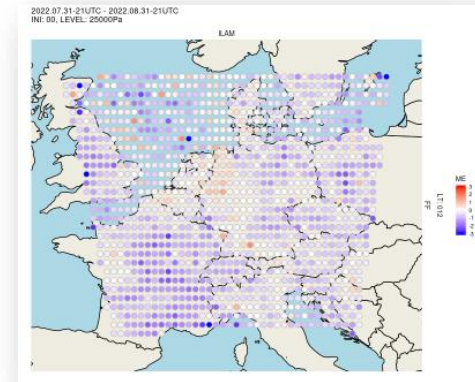 2022.07.31-21UTC - 2022.08.31-21UTC
INI: 00, LEVEL: 25000Pa
ILAM
LT: 012
FF
ME
3
2
1
0
-1
-2
-3